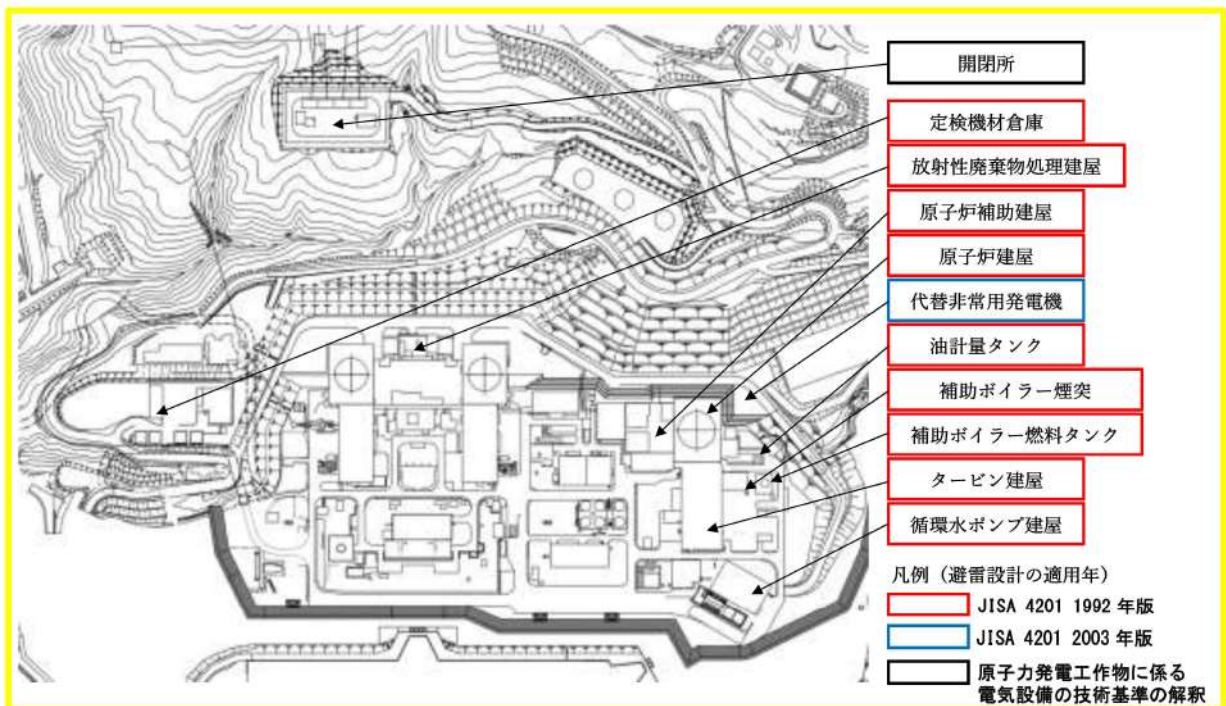 開閉所
定検機材倉庫
放射性廃棄物処理建屋
原子炉補助建屋
原子炉建屋
代替非常用発電機
油計量タンク
補助ボイラー煙突
補助ボイラー燃料タンク
タービン建屋
循環水ポンプ建屋
凡例（避雷設計の適用年）
JISA 4201 1992 年版
JISA 4201 2003 年版
原子力発電工作物に係る
電気設備の技術基準の解釈